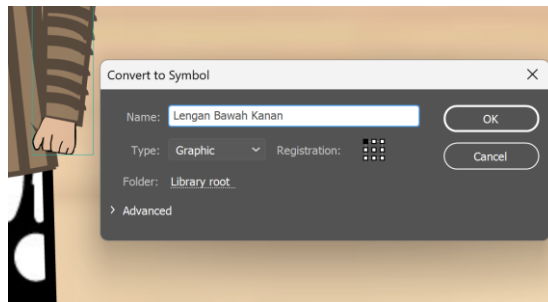 Convert to Symbol
Name: Lengan Bawah Kanan
OK
Type: Graphic Registration:
Cancel
Folder: Library root
Advanced